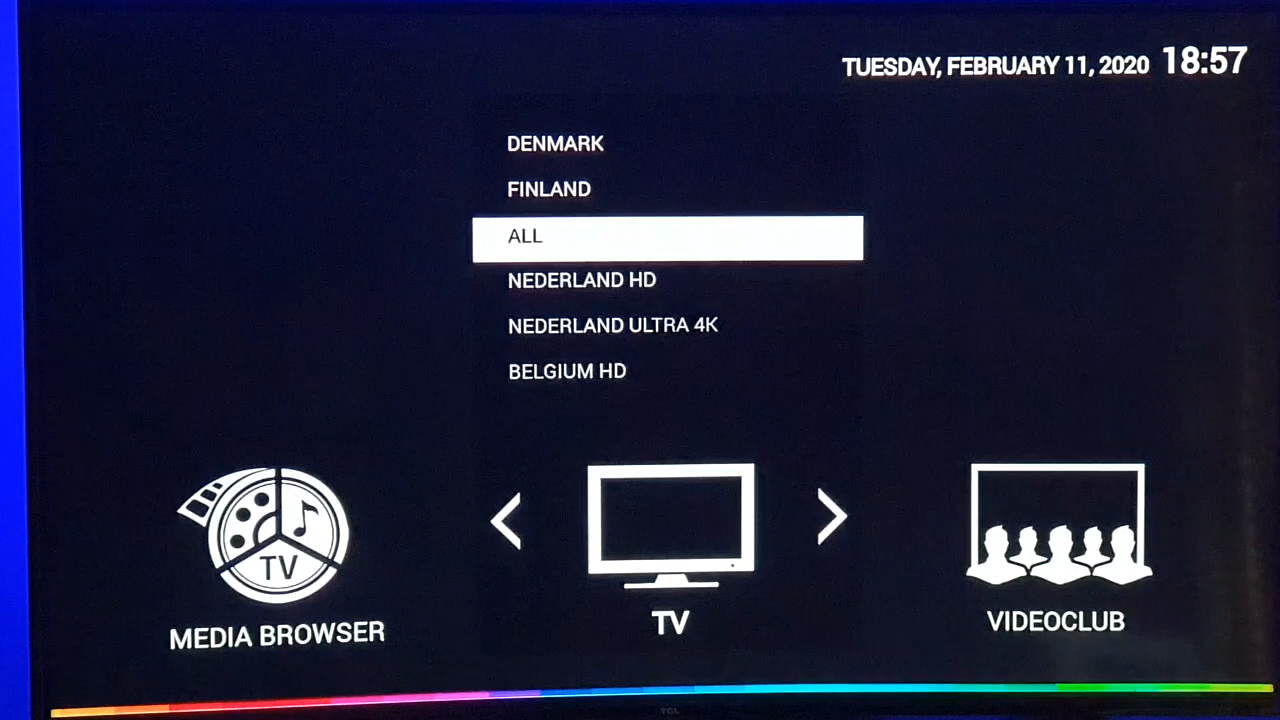 TUESDAY, FEBRUARY 11, 2020 18:57
DENMARK
FINLAND
ALL
NEDERLAND HD
NEDERLAND ULTRA 4K
BELGIUM HD
TV
MEDIA BROWSER
TV
VIDEOCLUB
TCL